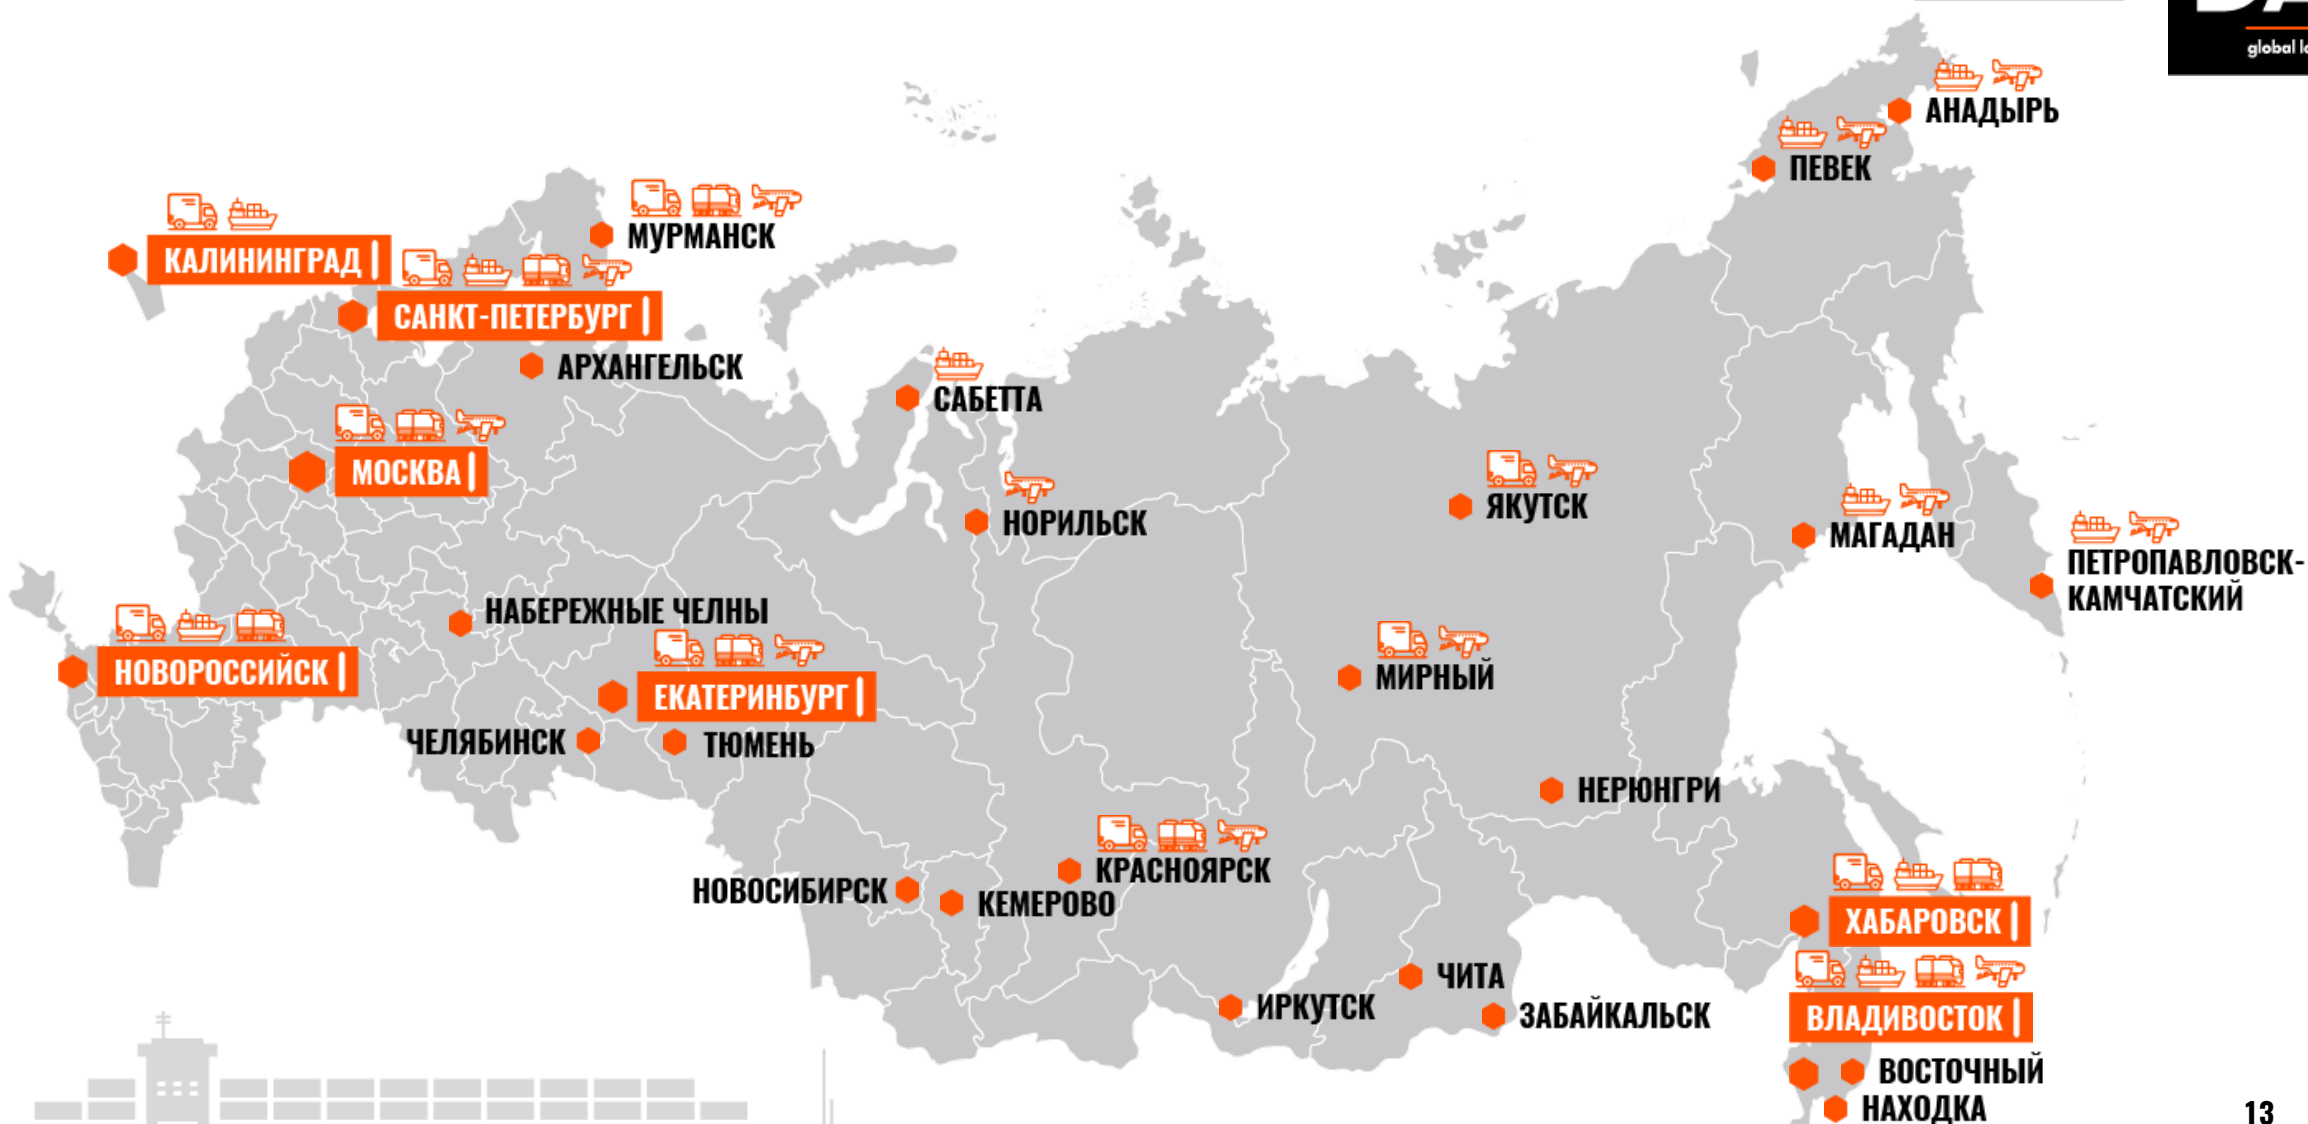 global
АНАДЫРЬ
ПЕВЕК
МУРМАНСК
КАЛИНИНГРАД
САНКТ-ПЕТЕРБУРГ
АРХАНГЕЛЬСК
САБЕТТА
МОСКВА
НОРИЛЬСК
ЯКУТСК
МАГАДАН
ПЕТРОПАВЛОВСК-
КАМЧАТСКИЙ
НАБЕРЕЖНЫЕ ЧЕЛНЫ
НОВОРОССИЙСК
ЕКАТЕРИНБУРГ
МИРНЫЙ
ЧЕЛЯБИНСК
ТЮМЕНЬ
НЕРЮНГРИ
КРАСНОЯРСК
НОВОСИБИРСК
КЕМЕРОВО
ХАБАРОВСК
ЧИТА
ИРКУТСК
ЗАБАЙКАЛЬСК
ВЛАДИВОСТОК
ВОСТОЧНЫЙ
НАХОДКА
13